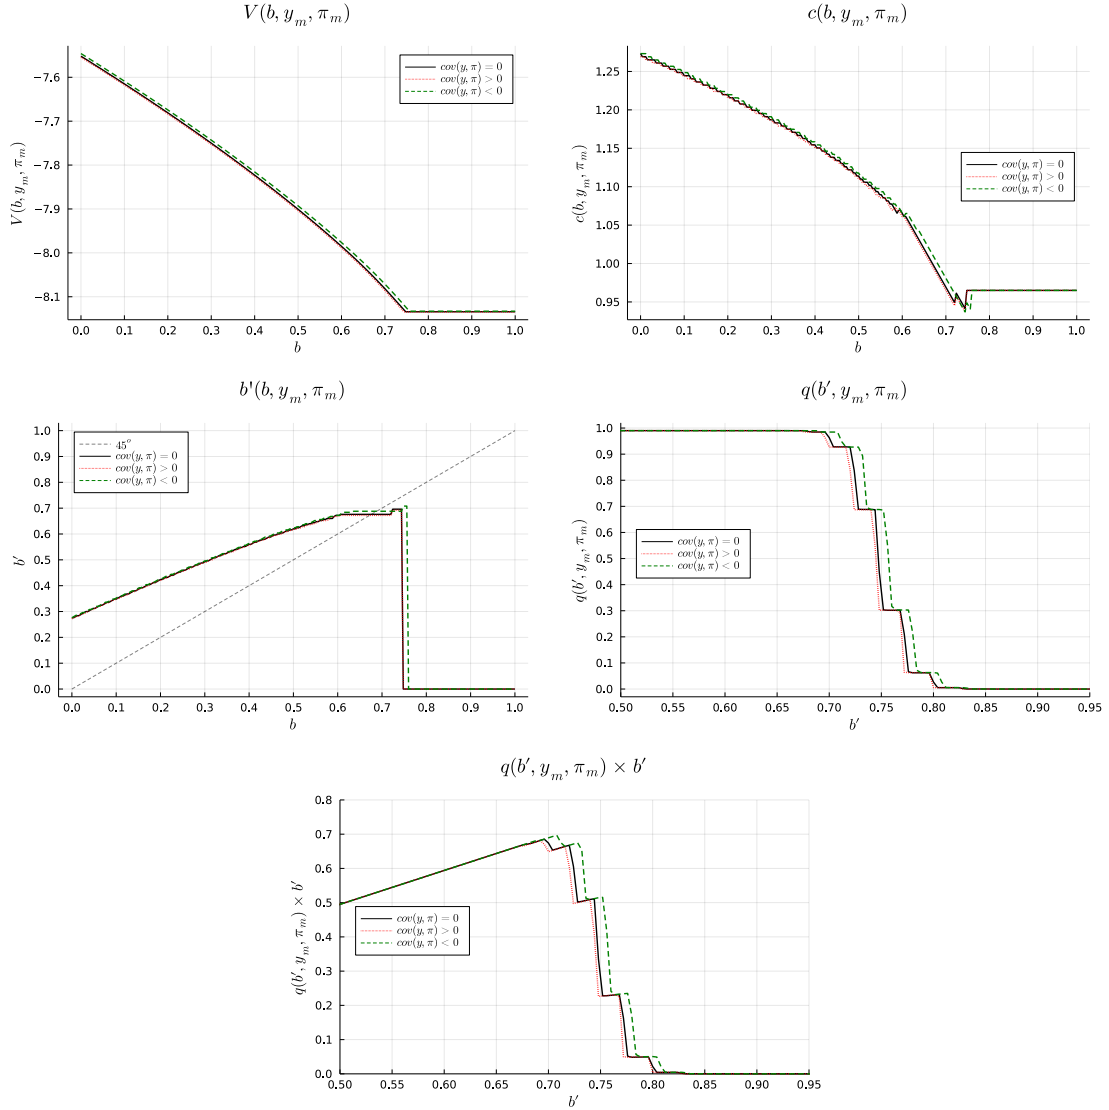 V(b, y_m, π_m)
c(b, y_m, π_m)
V(b, y_m, π_m)
−7.6
−7.7
−7.8
−7.9
−8.0
−8.1
cov(y, π) = 0
cov(y, π) > 0
cov(y, π) < 0
0.0 0.1 0.2 0.3 0.4 0.5 0.6 0.7 0.8 0.9 1.0
b
c(b, y_m, π_m)
1.25
1.20
1.15
1.10
1.05
1.00
0.95
cov(y, π) = 0
cov(y, π) > 0
cov(y, π) < 0
0.0 0.1 0.2 0.3 0.4 0.5 0.6 0.7 0.8 0.9 1.0
b
b'(b, y_m, π_m)
q(b′, y_m, π_m)
b′
1.0
0.9
0.8
0.7
0.6
0.5
0.4
0.3
0.2
0.1
0.0
45°
cov(y, π) = 0
cov(y, π) > 0
cov(y, π) < 0
0.0 0.1 0.2 0.3 0.4 0.5 0.6 0.7 0.8 0.9 1.0
b
q(b′, y_m, π_m)
1.0
0.9
0.8
0.7
0.6
0.5
0.4
0.3
0.2
0.1
0.0
cov(y, π) = 0
cov(y, π) > 0
cov(y, π) < 0
0.50 0.55 0.60 0.65 0.70 0.75 0.80 0.85 0.90 0.95
b′
q(b′, y_m, π_m) × b′
q(b′, y_m, π_m) × b′
0.8
0.7
0.6
0.5
0.4
0.3
0.2
0.1
0.0
cov(y, π) = 0
cov(y, π) > 0
cov(y, π) < 0
0.50 0.55 0.60 0.65 0.70 0.75 0.80 0.85 0.90 0.95
b′